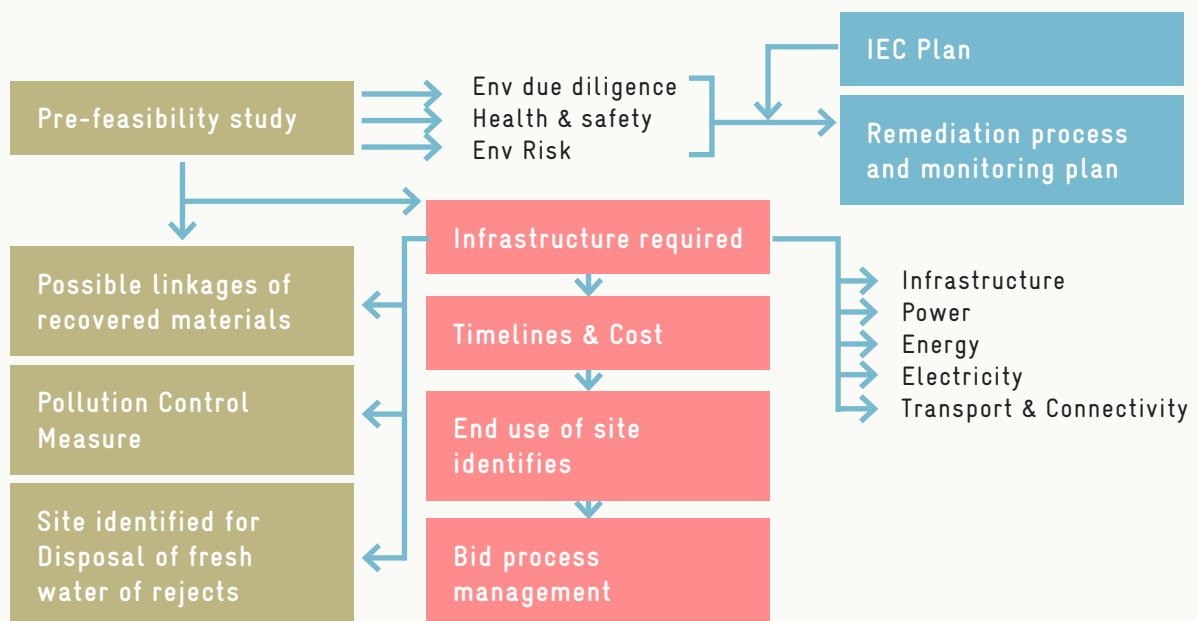 IEC Plan
Pre-feasibility study
Env due diligence
Health & safety
Env Risk
Remediation process
and monitoring plan
Infrastructure required
Possible linkages of
recovered materials
Timelines & Cost
Infrastructure
Power
Energy
Electricity
Transport & Connectivity
Pollution Control
Measure
End use of site
identifies
Site identified for
Disposal of fresh
water of rejects
Bid process
management